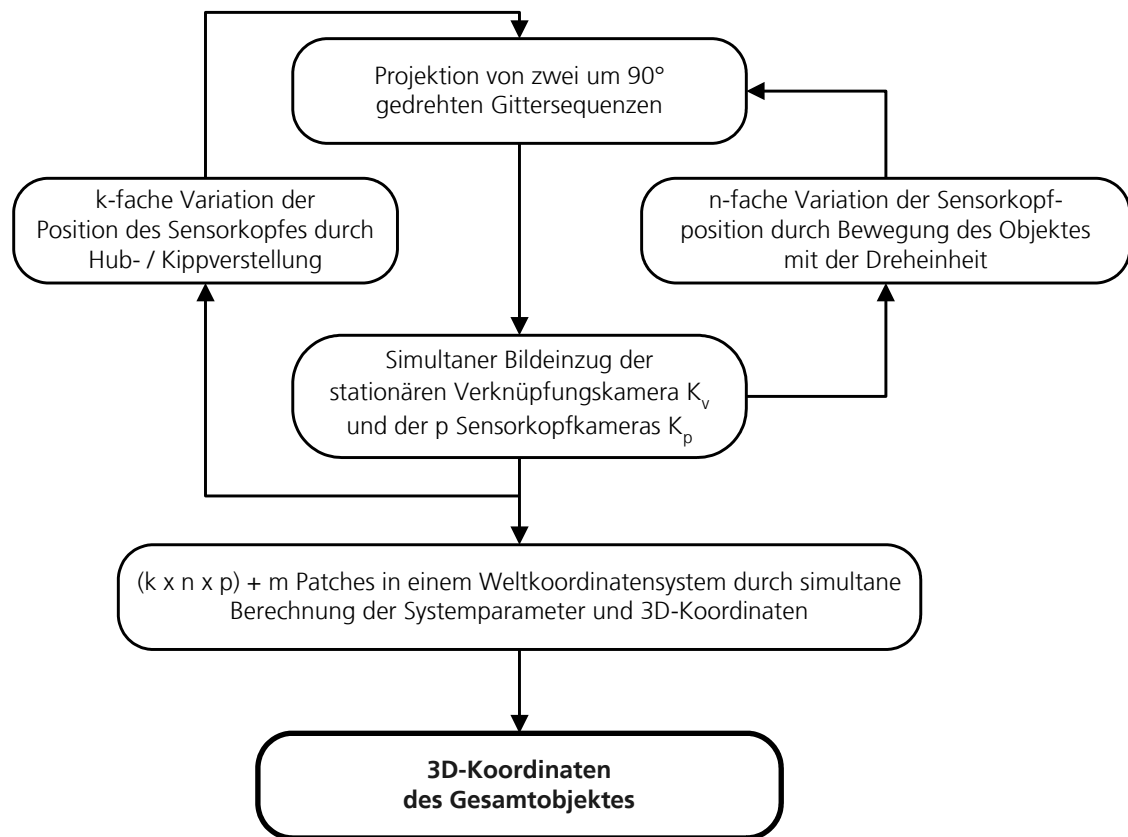 Projektion von zwei um 90°
gedrehten Gittersequenzen
k-fache Variation der
Position des Sensorkopfes durch
Hub- / Kippverstellung
n-fache Variation der Sensorkopf-
position durch Bewegung des Objektes
mit der Dreheinheit
Simultaner Bildeinzug der
stationären Verknüpfungskamera Kv
und der p Sensorkopfkameras Kp
(k x n x p) + m Patches in einem Weltkoordinatensystem durch simultane
Berechnung der Systemparameter und 3D-Koordinaten
3D-Koordinaten
des Gesamtobjektes